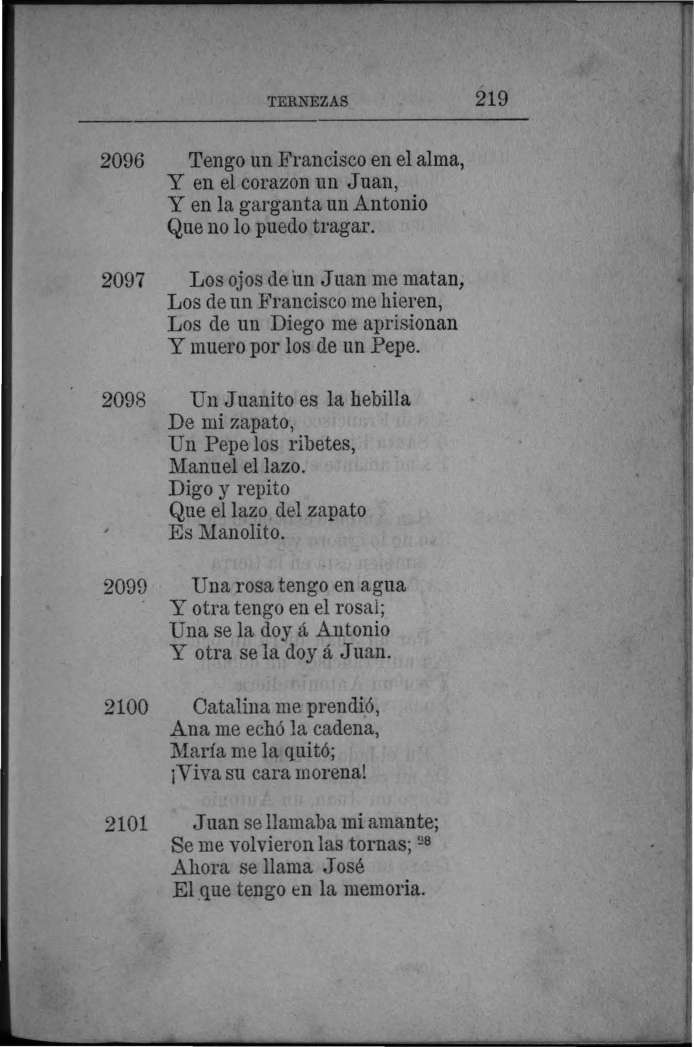 TERNEZAS 219
2096 Tengo un Francisco en el alma,
Y en el corazon un Juan,
Y en la garganta un Antonio
Que no lo puedo tragar.
2097 Los ojos de un Juan me matan,
Los de un Francisco me hieren,
Los de un Diego me aprisionan
Y muero por los de un Pepe.
2098 Un Juanito es la hebilla
De mi zapato,
Un Pepe los ribetes,
Manuel el lazo.
Digo y repito
Que el lazo del zapato
Es Manolito.
2099 Una rosa tengo en agua
Y otra tengo en el rosal;
Una se la doy á Antonio
Y otra se la doy á Juan.
2100 Catalina me prendió,
Ana me echó la cadena,
María me la quitó;
¡Viva su cara morena!
2101 Juan se llamaba mi amante;
Se me volvieron las tornas; 98
Ahora se llama José
El que tengo en la memoria.